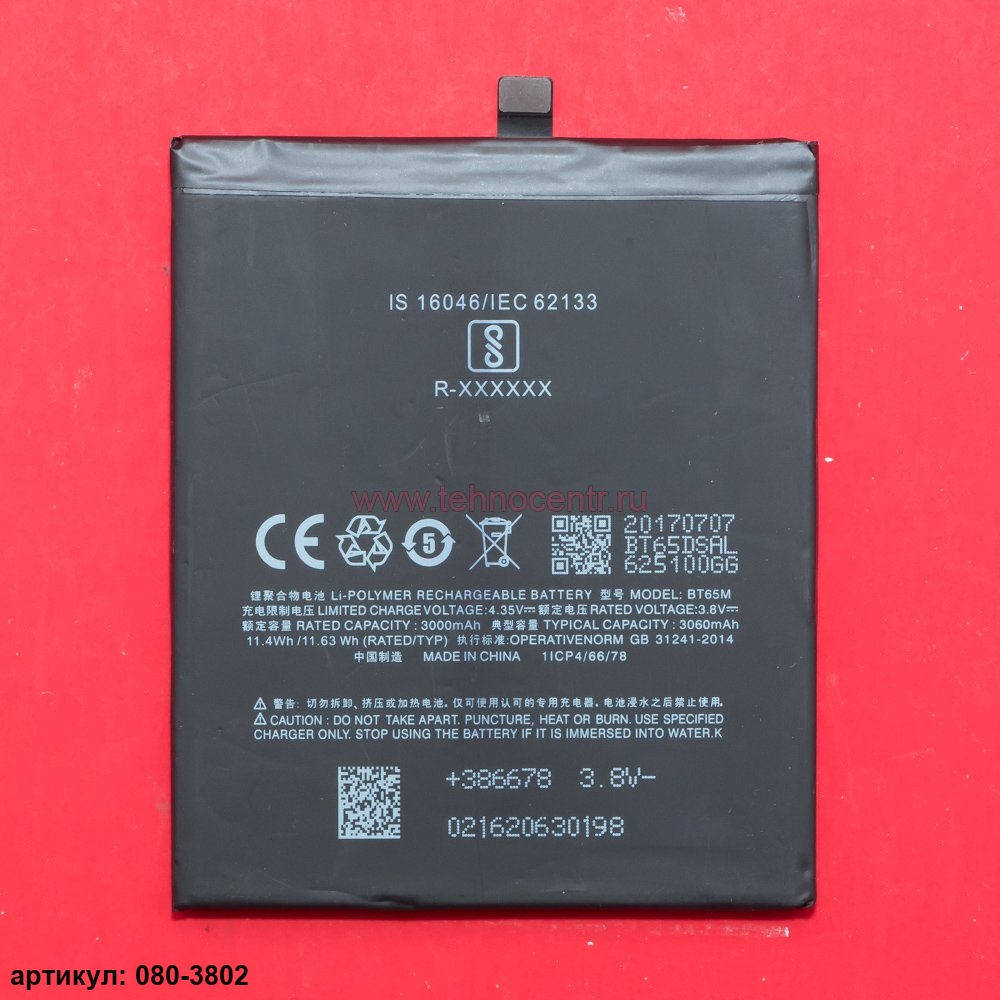 IS 16046/IEC 62133
R-XXXXXX
www.tehnocentr.ru
CE 5 20170707
BT65DSAL
625100GG
锂聚合物电池 Li-POLYMER RECHARGEABLE BATTERY 型号 MODEL: BT65M
充电限制电压 LIMITED CHARGE VOLTAGE:4.35V⎓ 额定电压 RATED VOLTAGE:3.8V⎓
额定容量 RATED CAPACITY : 3000mAh 典型容量 TYPICAL CAPACITY : 3060mAh
11.4Wh /11.63 Wh (RATED/TYP) 执行标准:OPERATIVENORM GB 31241-2014
中国制造 MADE IN CHINA 1ICP4/66/78
警告: 切勿拆卸、挤压或加热电池。仅可使用认可的专用充电器。电池浸水之后禁止使用.
CAUTION : DO NOT TAKE APART. PUNCTURE, HEAT OR BURN. USE SPECIFIED
CHARGER ONLY. STOP USING THE BATTERY IF IT IS IMMERSED INTO WATER.K
+386678 3.8V-
021620630198
артикул: 080-3802